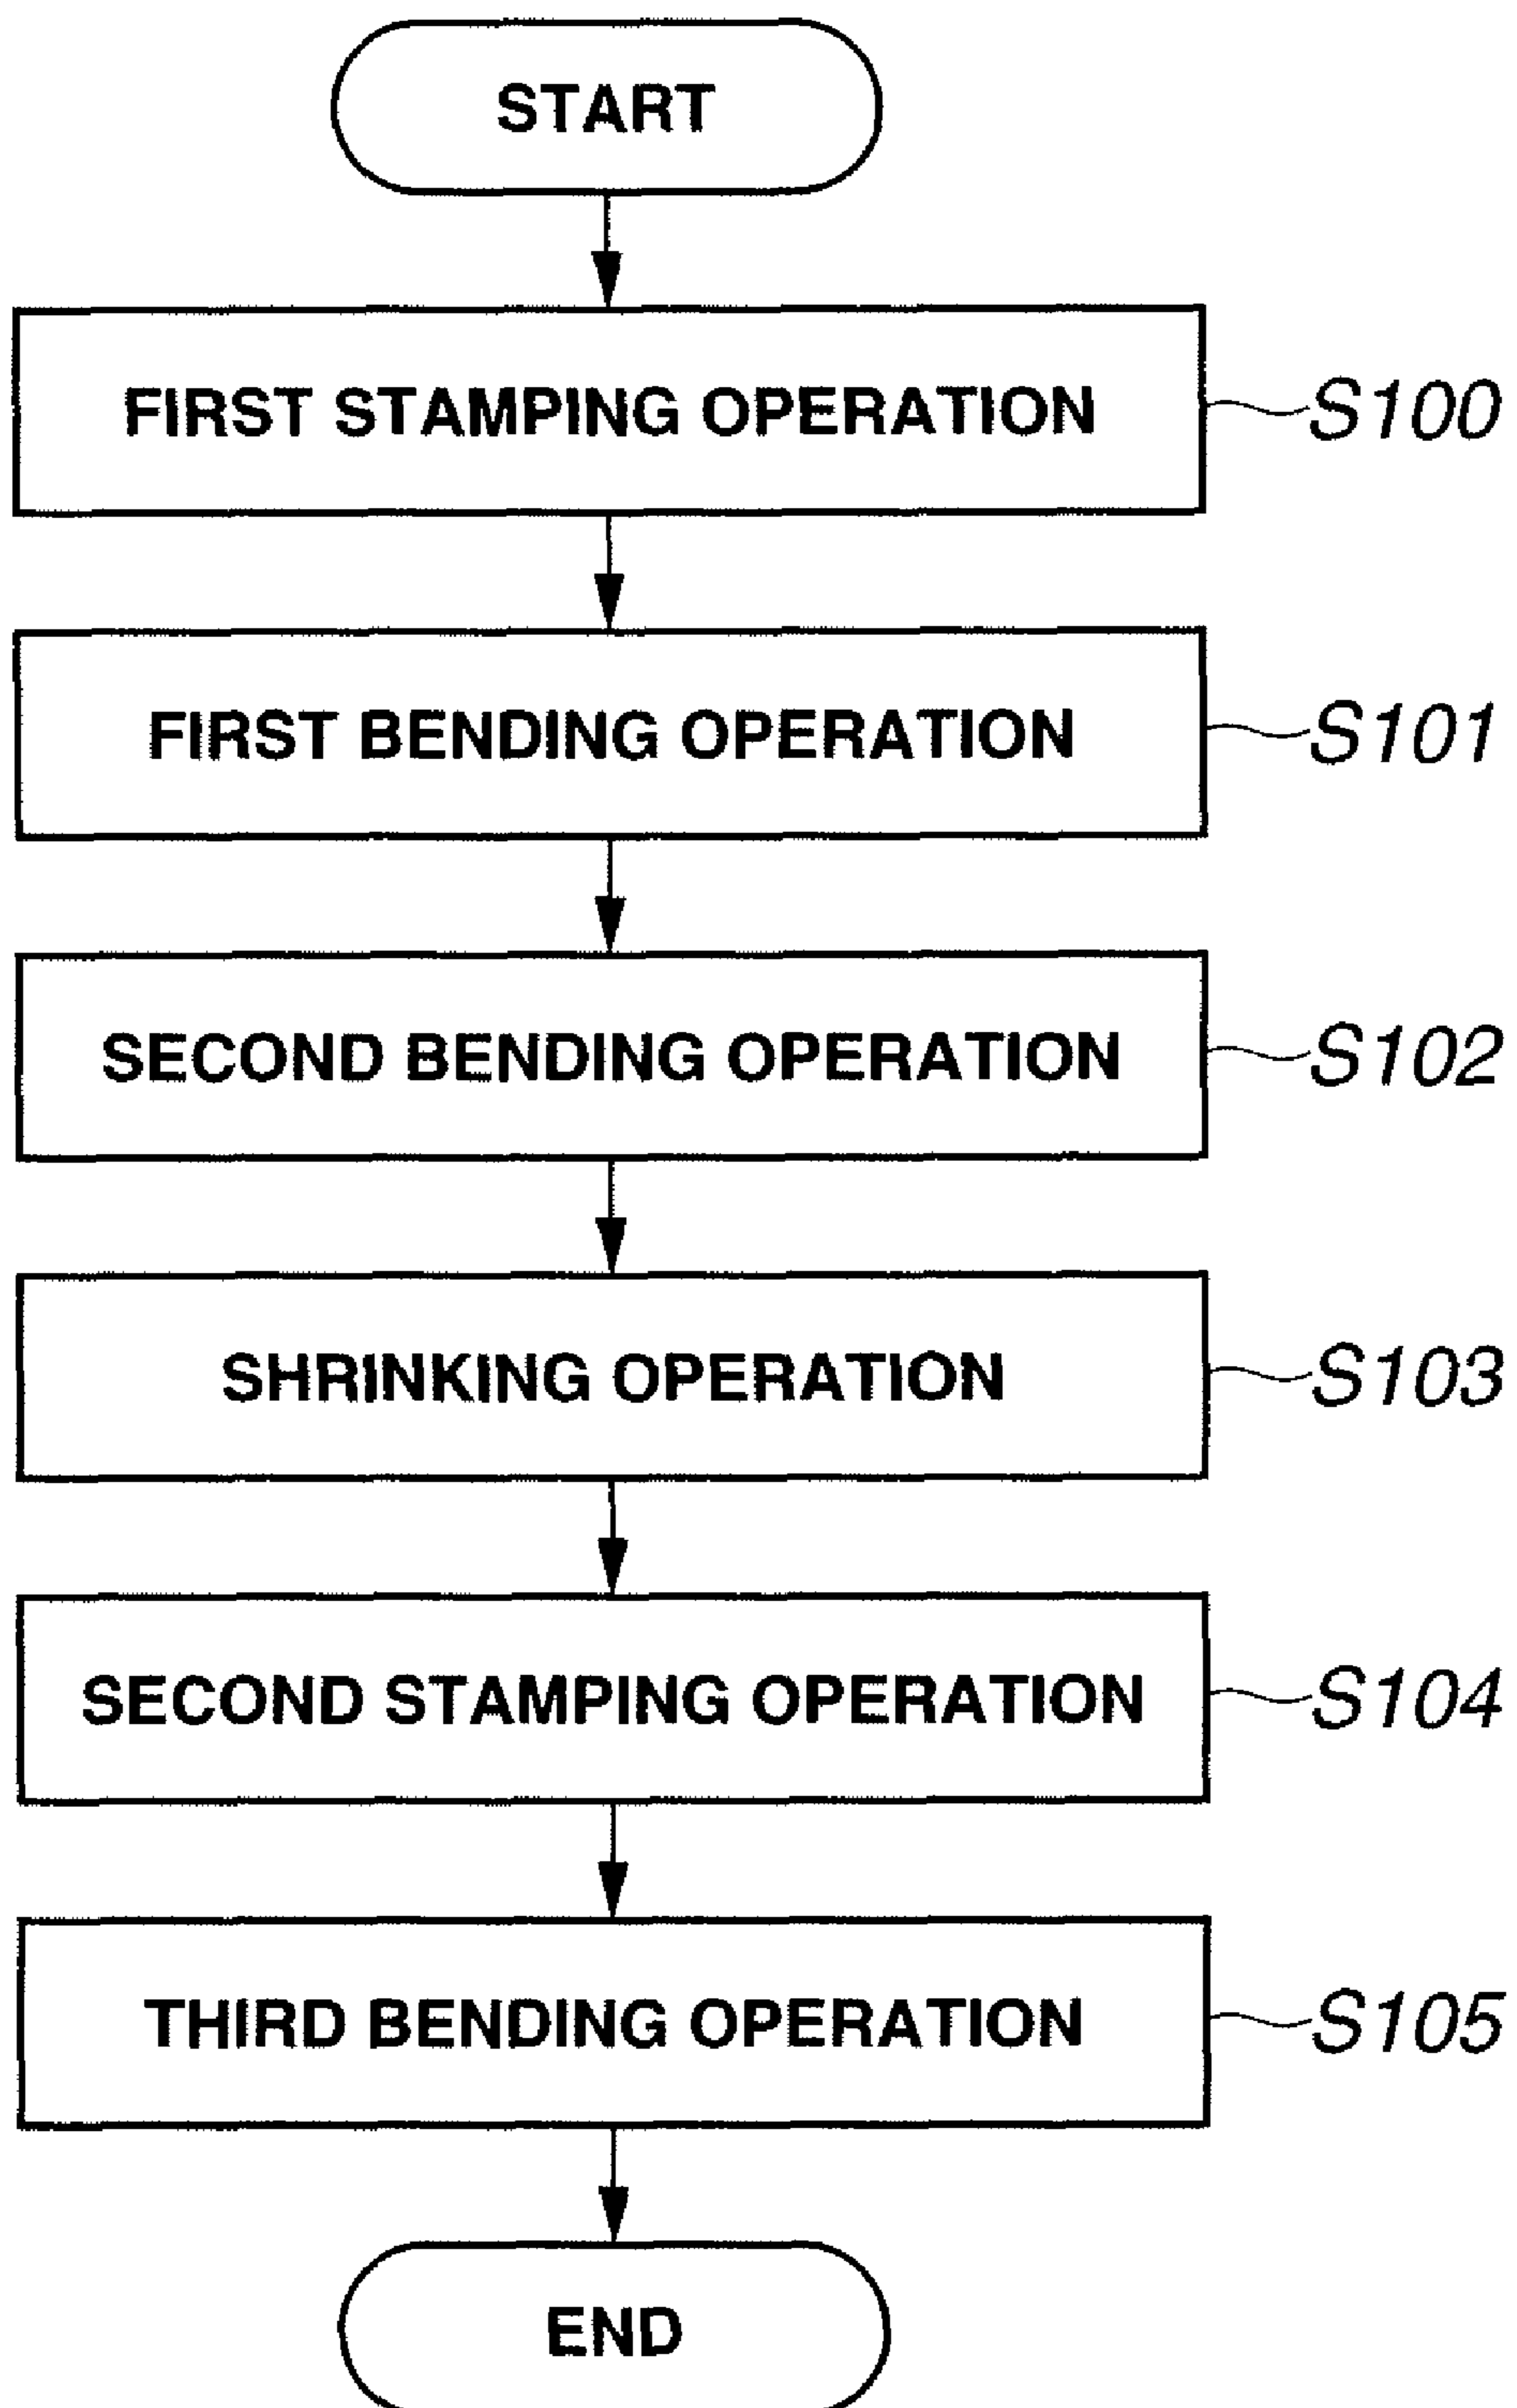 START
FIRST STAMPING OPERATION S100
FIRST BENDING OPERATION S101
SECOND BENDING OPERATION S102
SHRINKING OPERATION S103
SECOND STAMPING OPERATION S104
THIRD BENDING OPERATION S105
END